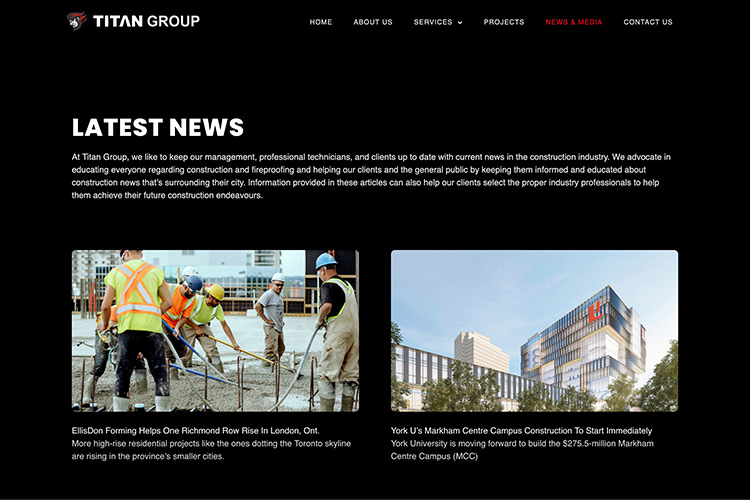 TITAN GROUP
HOME
ABOUT US
SERVICES
PROJECTS
NEWS & MEDIA
CONTACT US
LATEST NEWS
At Titan Group, we like to keep our management, professional technicians, and clients up to date with current news in the construction industry. We advocate in
educating everyone regarding construction and fireproofing and helping our clients and the general public by keeping them informed and educated about
construction news that's surrounding their city. Information provided in these articles can also help our clients select the proper industry professionals to help
them achieve their future construction endeavours.
EllisDon Forming Helps One Richmond Row Rise In London, Ont.
More high-rise residential projects like the ones dotting the Toronto skyline
are rising in the province's smaller cities.
York U's Markham Centre Campus Construction To Start Immediately
York University is moving forward to build the $275.5-million Markham
Centre Campus (MCC)